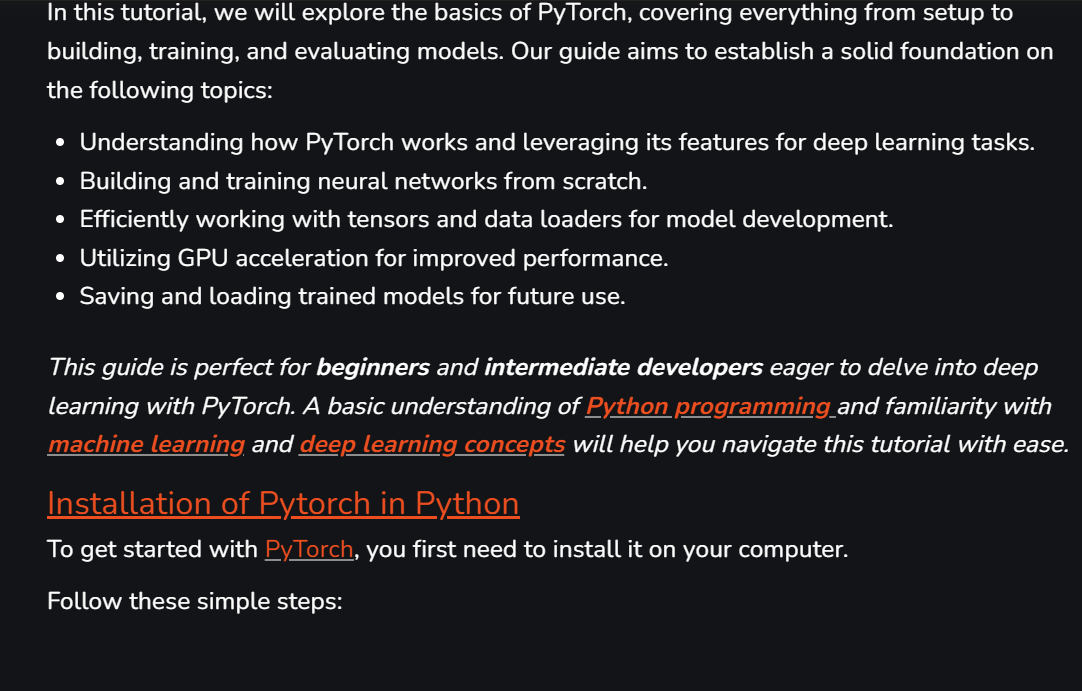 In this tutorial, we will explore the basics of PyTorch, covering everything from setup to
building, training, and evaluating models. Our guide aims to establish a solid foundation on
the following topics:
• Understanding how PyTorch works and leveraging its features for deep learning tasks.
• Building and training neural networks from scratch.
• Efficiently working with tensors and data loaders for model development.
• Utilizing GPU acceleration for improved performance.
• Saving and loading trained models for future use.
This guide is perfect for beginners and intermediate developers eager to delve into deep
learning with PyTorch. A basic understanding of Python programming and familiarity with
machine learning and deep learning concepts will help you navigate this tutorial with ease.
Installation of Pytorch in Python
To get started with PyTorch, you first need to install it on your computer.
Follow these simple steps: